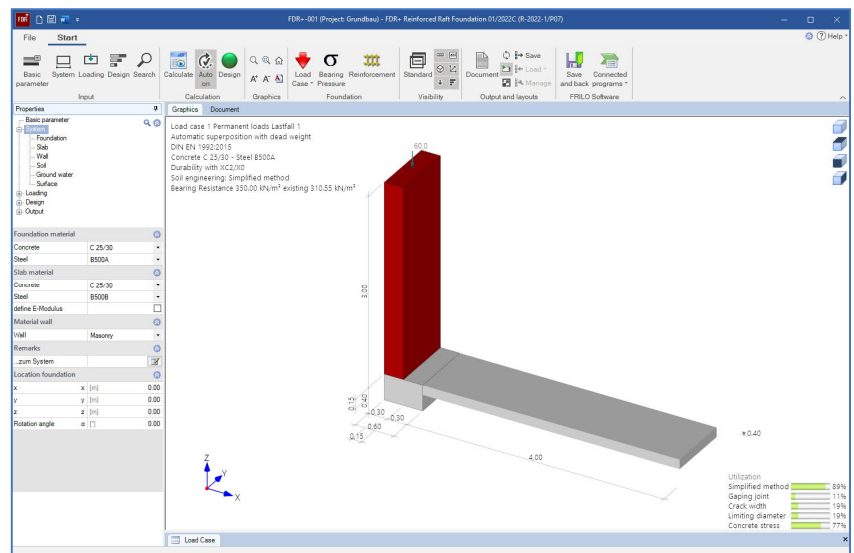 FDR+-001 (Project: Grundbau) - FDR+ Reinforced Raft Foundation 01/2022C (R-2022-1/P07)
File Start Help
Basic parameter System Loading Design Search
Calculate Auto on Design
Load Case Bearing Pressure Reinforcement
Standard
Document Save Load Manage
Save and back Connected programs
Input Calculation Graphics Foundation Visibility Output and layouts FRILO Software
Properties
Basic parameter
System
Foundation
Slab
Wall
Soil
Ground water
Surface
Loading
Design
Output
Foundation material
Concrete C 25/30
Steel B500A
Slab material
Concrete C 25/30
Steel B500B
define E-Modulus
Material wall
Wall Masonry
Remarks
...zum System
Location foundation
x x [m] 0.00
y y [m] 0.00
z z [m] 0.00
Rotation angle α [°] 0.00
Graphics Document
Load case 1 Permanent loads Lastfall 1
Automatic superposition with dead weight
DIN EN 1992:2015
Concrete C 25/30 - Steel B500A
Durability with XC2/X0
Soil engineering: Simplified method
Bearing Resistance 350.00 kN/m² existing 310.55 kN/m²
60,0
3,00
0,15
0,40
0,30
0,30
0,60
0,15
4,00
0,40
Z
Y
X
Utilization
Simplified method 89%
Gaping joint 11%
Crack width 19%
Limiting diameter 19%
Concrete stress 77%
Load Case